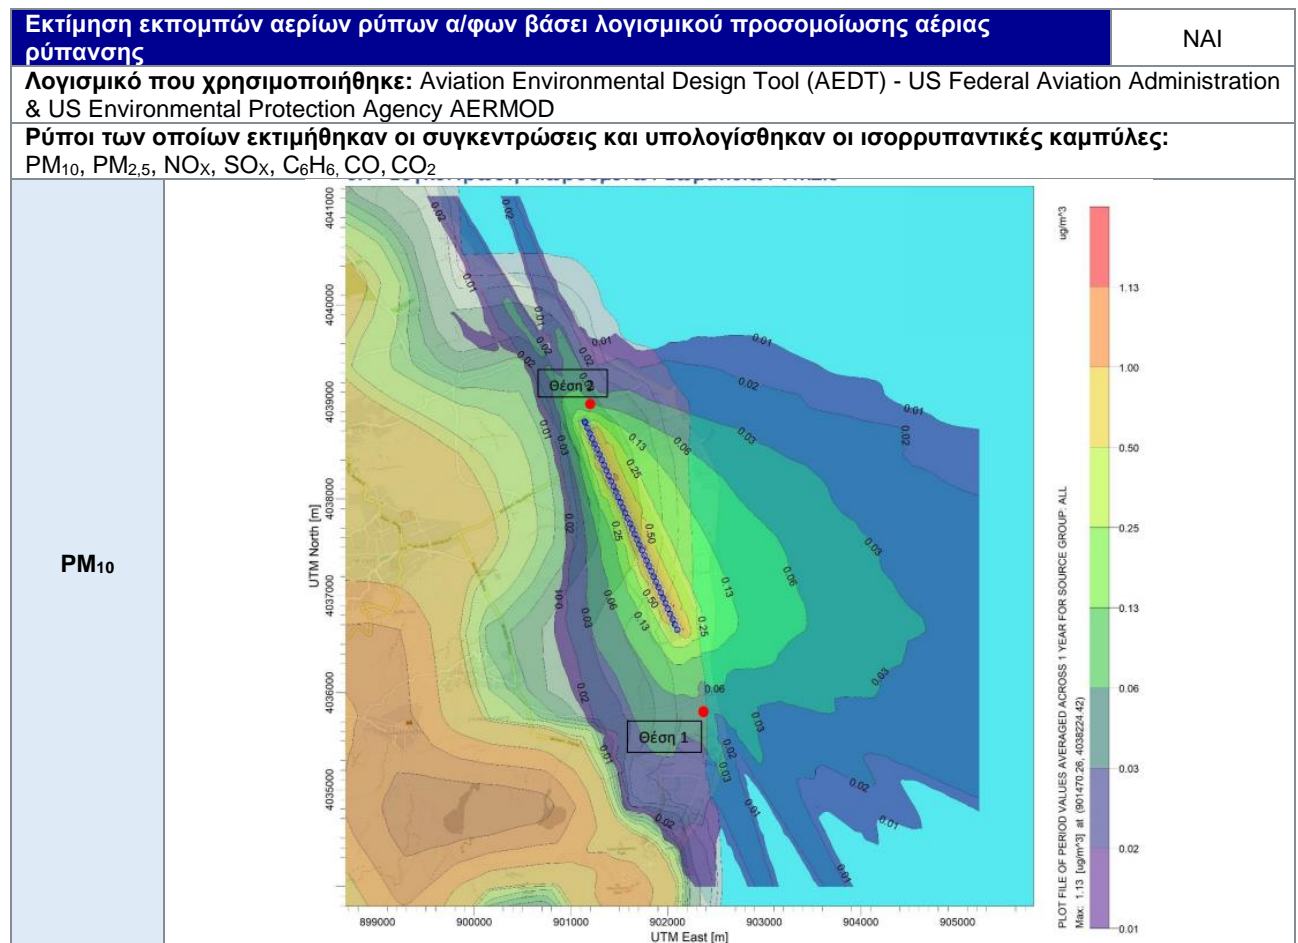 Εκτίμηση εκπομπών αερίων ρύπων α/φων βάσει λογισμικού προσομοίωσης αέριας
ρύπανσης
ΝΑΙ
Λογισμικό που χρησιμοποιήθηκε: Aviation Environmental Design Tool (AEDT) - US Federal Aviation Administration
& US Environmental Protection Agency AERMOD
Ρύποι των οποίων εκτιμήθηκαν οι συγκεντρώσεις και υπολογίσθηκαν οι ισορρυπαντικές καμπύλες:
PM10, PM2,5, NOX, SOX, C6H6, CO, CO2
PM10
UTM North [m]
4041000
4040000
4039000
4038000
4037000
4036000
4035000
Θέση 2
Θέση 1
899000 900000 901000 902000 903000 904000 905000
UTM East [m]
ug/m^3
1.13
1.00
0.50
0.25
0.13
0.06
0.03
0.02
0.01
PLOT FILE OF PERIOD VALUES AVERAGED ACROSS 1 YEAR FOR SOURCE GROUP: ALL
Max: 1.13 [ug/m^3] at (901470.26, 4038224.42)